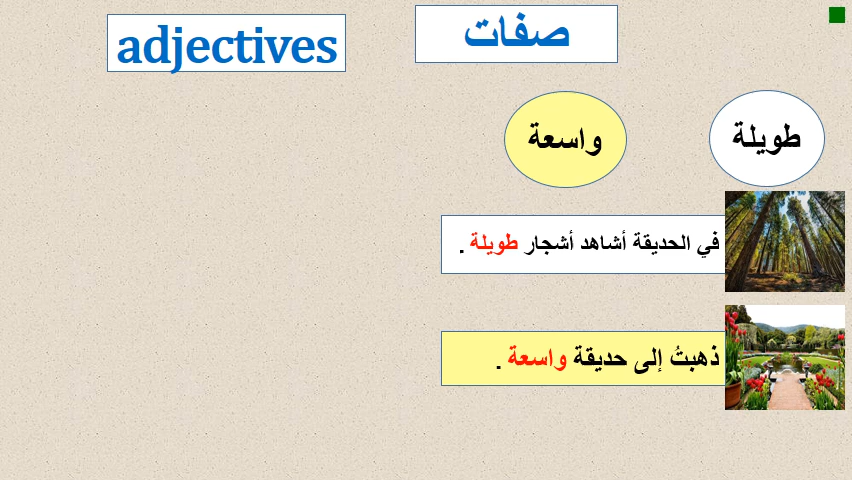 صفات
adjectives
طويلة
واسعة
في الحديقة أشاهد أشجار طويلة .
ذهبتُ إلى حديقة واسعة .